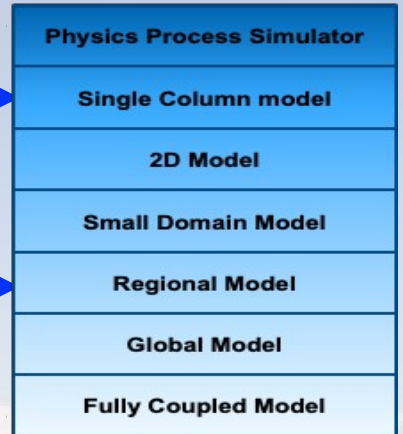 Physics Process Simulator
Single Column model
2D Model
Small Domain Model
Regional Model
Global Model
Fully Coupled Model